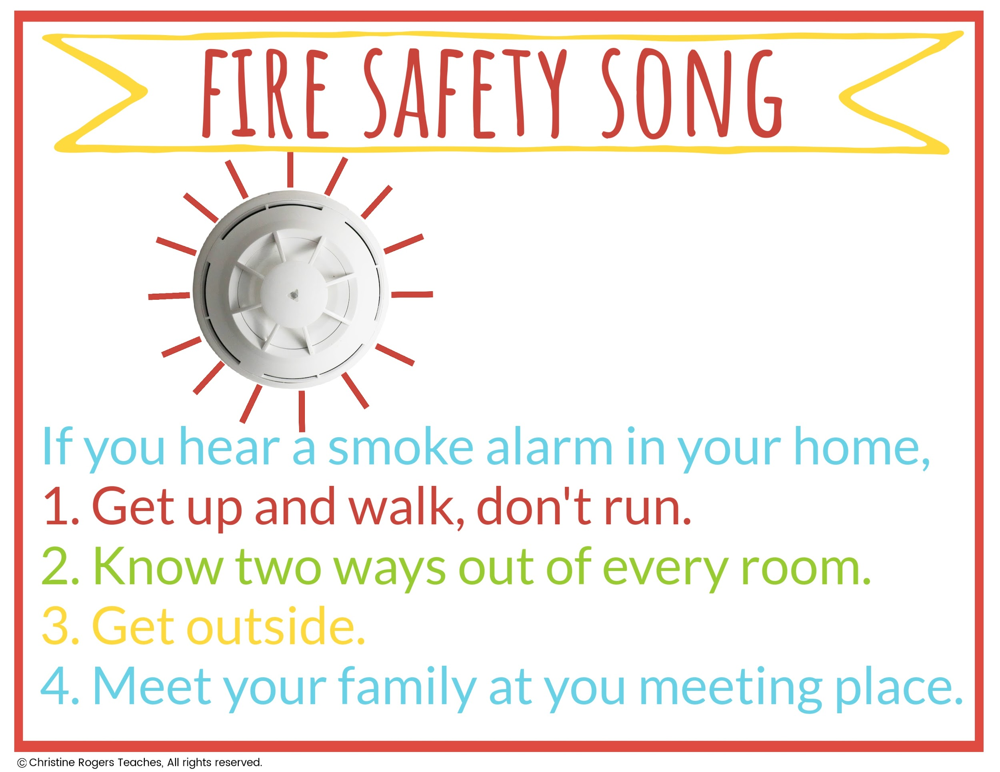 FIRE SAFETY SONG
If you hear a smoke alarm in your home,
1. Get up and walk, don't run.
2. Know two ways out of every room.
3. Get outside.
4. Meet your family at you meeting place.
© Christine Rogers Teaches, All rights reserved.